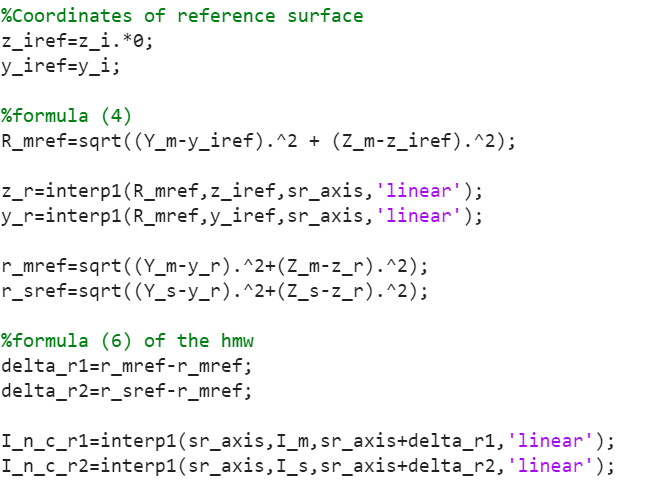 %Coordinates of reference surface
z_iref=z_i.*0;
y_iref=y_i;
%formula (4)
R_mref=sqrt((Y_m-y_iref).^2 + (Z_m-z_iref).^2);
z_r=interp1(R_mref,z_iref,sr_axis,'linear');
y_r=interp1(R_mref,y_iref,sr_axis,'linear');
r_mref=sqrt((Y_m-y_r).^2+(Z_m-z_r).^2);
r_sref=sqrt((Y_s-y_r).^2+(Z_s-z_r).^2);
%formula (6) of the hmw
delta_r1=r_mref-r_mref;
delta_r2=r_sref-r_mref;
I_n_c_r1=interp1(sr_axis,I_m,sr_axis+delta_r1,'linear');
I_n_c_r2=interp1(sr_axis,I_s,sr_axis+delta_r2,'linear');